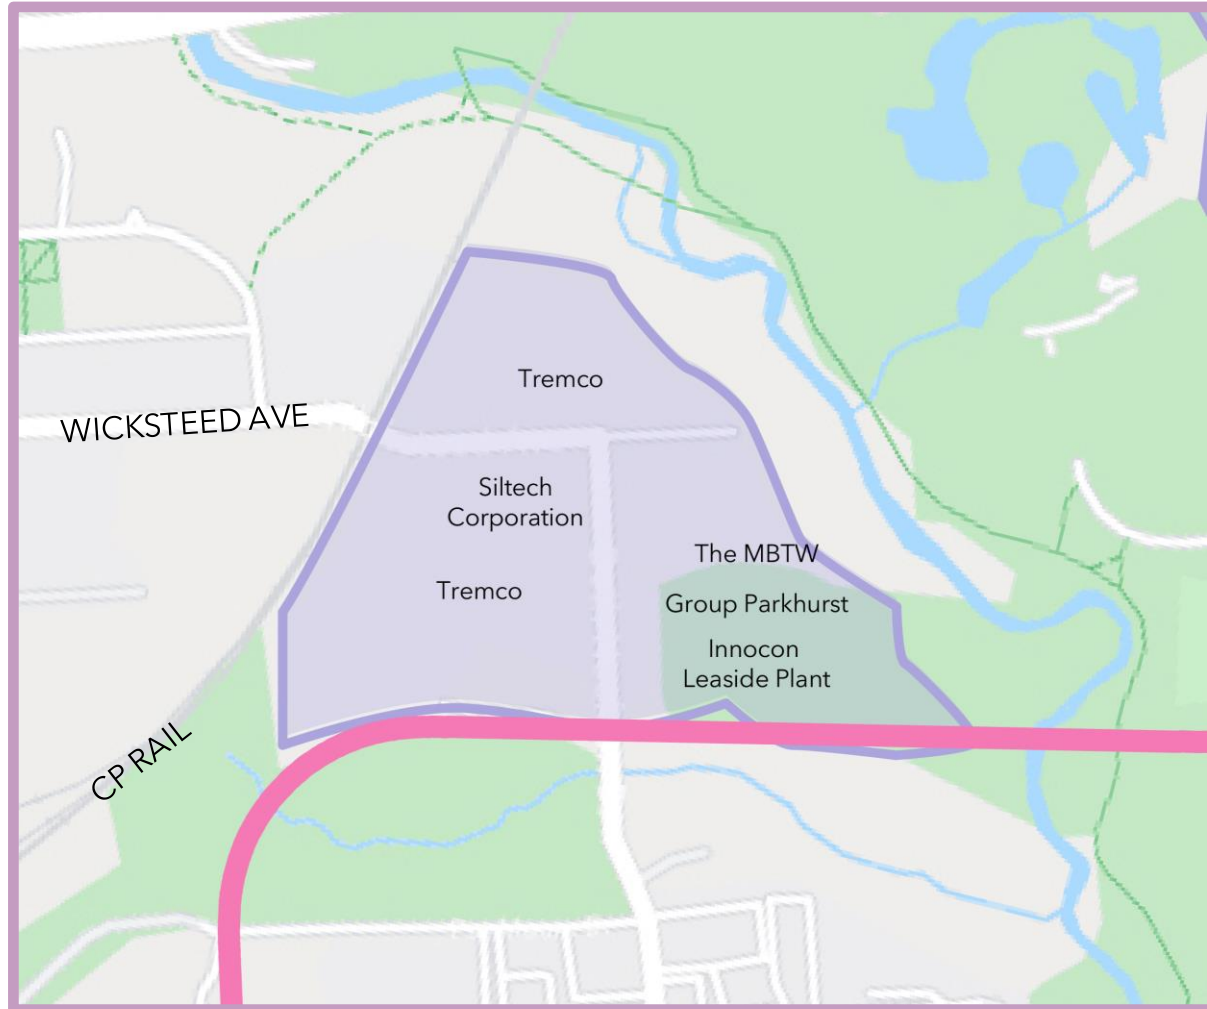 Tremco
WICKSTEED AVE
Siltech
Corporation
The MBTW
Tremco
Group Parkhurst
Innocon
Leaside Plant
CP RAIL